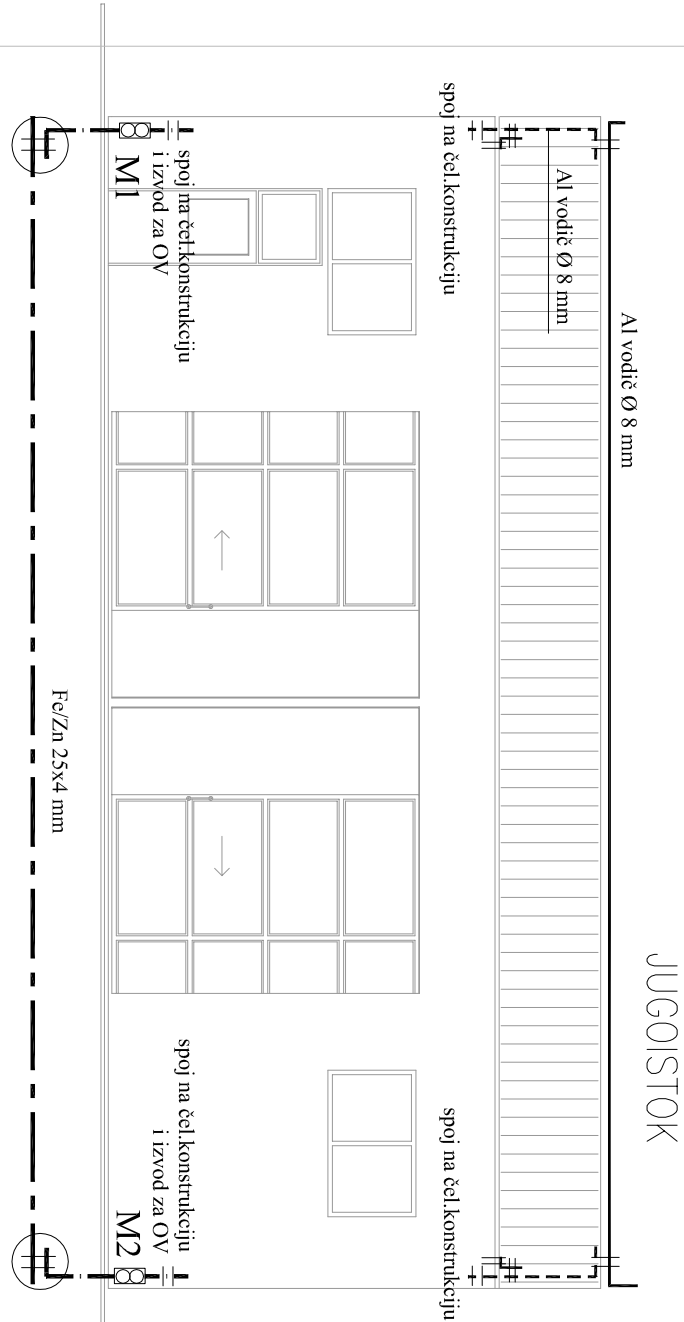 JUGOISTOK
Al vodič Ø 8 mm
Al vodič Ø 8 mm
spoj na čel.konstrukciju
spoj na čel.konstrukciju
spoj na čel.konstrukciju
i izvod za OV
M1
spoj na čel.konstrukciju
i izvod za OV
M2
Fe/Zn 25x4 mm